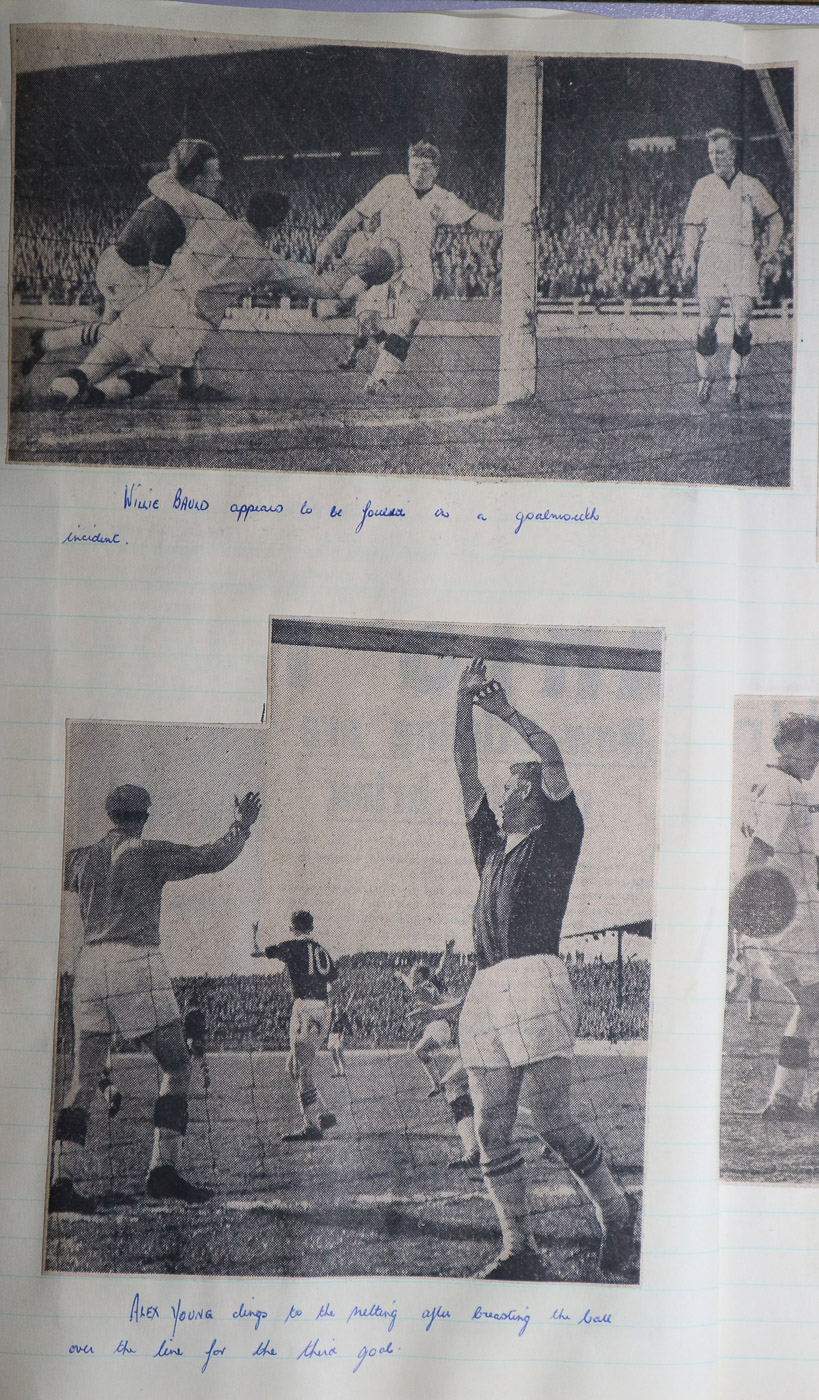 WILLIE BAULD appears to be 'fouled' in a goalmouth
incident.
10
ALEX YOUNG clings to the netting after breasting the ball
over the line for the third goal.